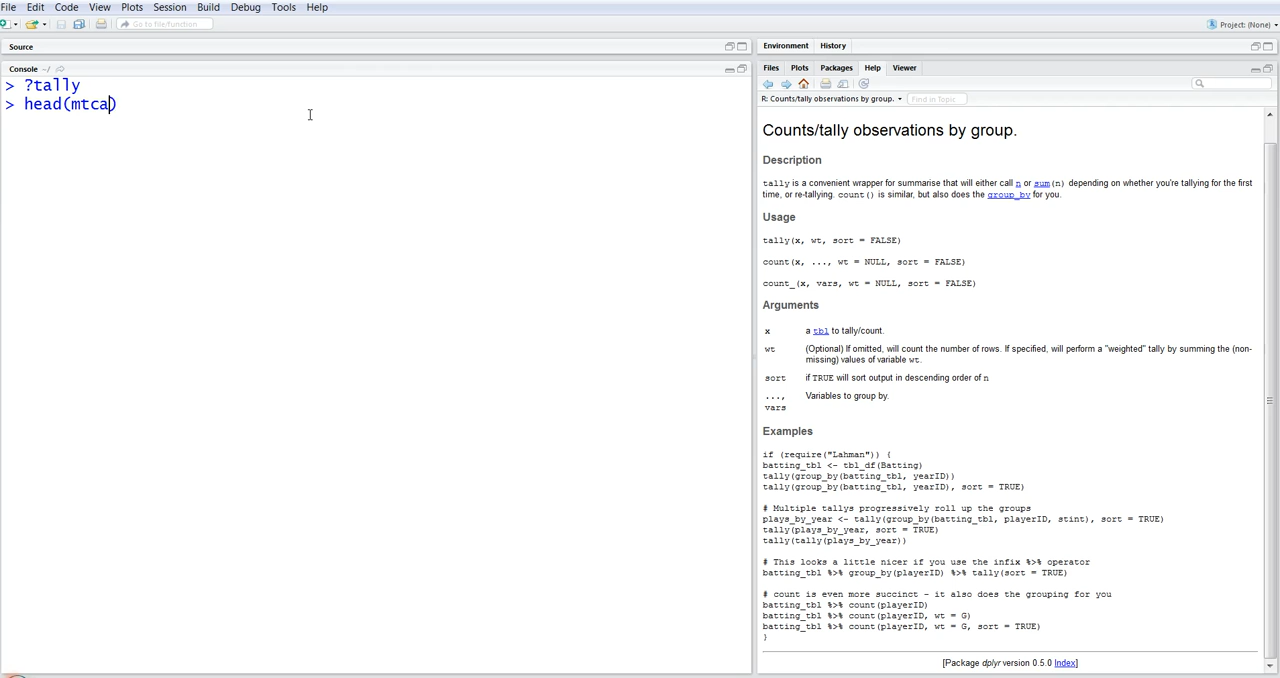 File Edit Code View Plots Session Build Debug Tools Help
Go to file/function
Project: (None)
Source
Console ~/
> ?tally
> head(mtca)
Environment History
Files Plots Packages Help Viewer
R: Counts/tally observations by group. Find in Topic
Counts/tally observations by group.
Description
tally is a convenient wrapper for summarise that will either call n or sum(n) depending on whether you're tallying for the first
time, or re-tallying. count() is similar, but also does the group_by for you.
Usage
tally(x, wt, sort = FALSE)
count(x, ..., wt = NULL, sort = FALSE)
count_(x, vars, wt = NULL, sort = FALSE)
Arguments
x a tbl to tally/count.
wt (Optional) If omitted, will count the number of rows. If specified, will perform a "weighted" tally by summing the (non-
missing) values of variable wt.
sort if TRUE will sort output in descending order of n
..., Variables to group by.
vars
Examples
if (require("Lahman")) {
batting_tbl <- tbl_df(Batting)
tally(group_by(batting_tbl, yearID))
tally(group_by(batting_tbl, yearID), sort = TRUE)
# Multiple tallys progressively roll up the groups
plays_by_year <- tally(group_by(batting_tbl, playerID, stint), sort = TRUE)
tally(plays_by_year, sort = TRUE)
tally(tally(plays_by_year))
# This looks a little nicer if you use the infix %>% operator
batting_tbl %>% group_by(playerID) %>% tally(sort = TRUE)
# count is even more succinct - it also does the grouping for you
batting_tbl %>% count(playerID)
batting_tbl %>% count(playerID, wt = G)
batting_tbl %>% count(playerID, wt = G, sort = TRUE)
}
[Package dplyr version 0.5.0 Index]